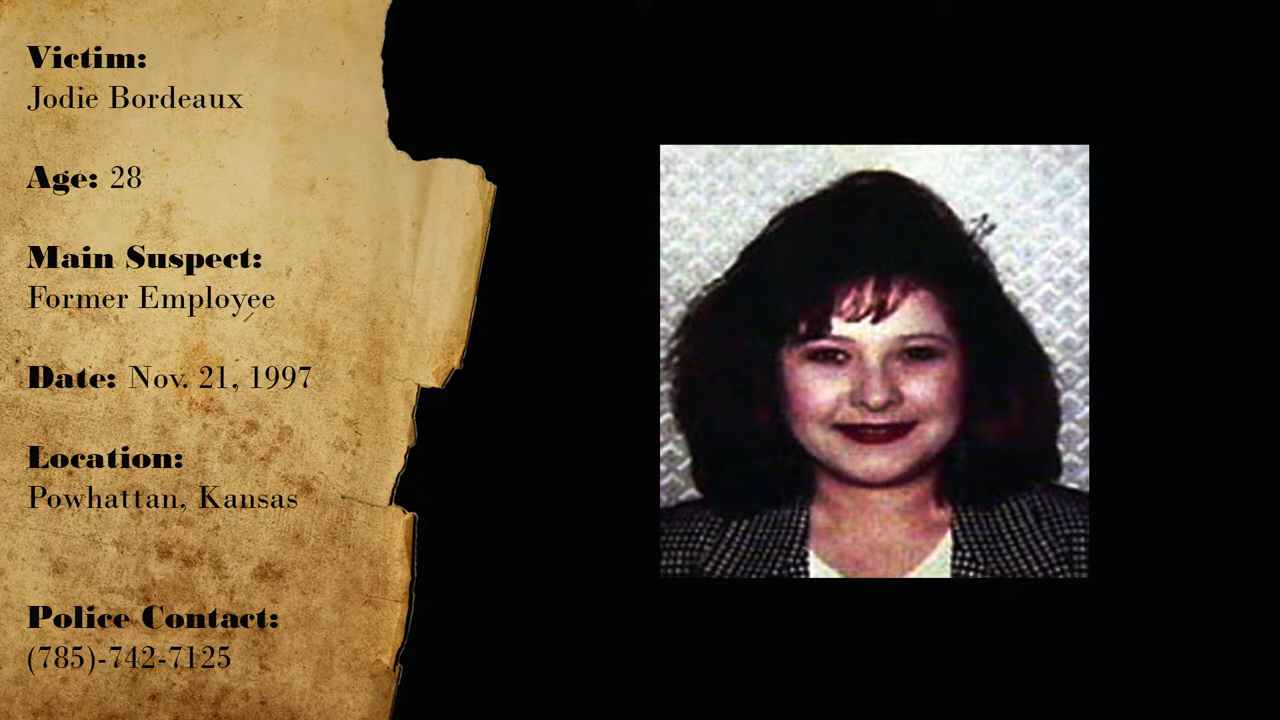 Victim:
Jodie Bordeaux
Age: 28
Main Suspect:
Former Employee
Date: Nov. 21, 1997
Location:
Powhattan, Kansas
Police Contact:
(785)-742-7125